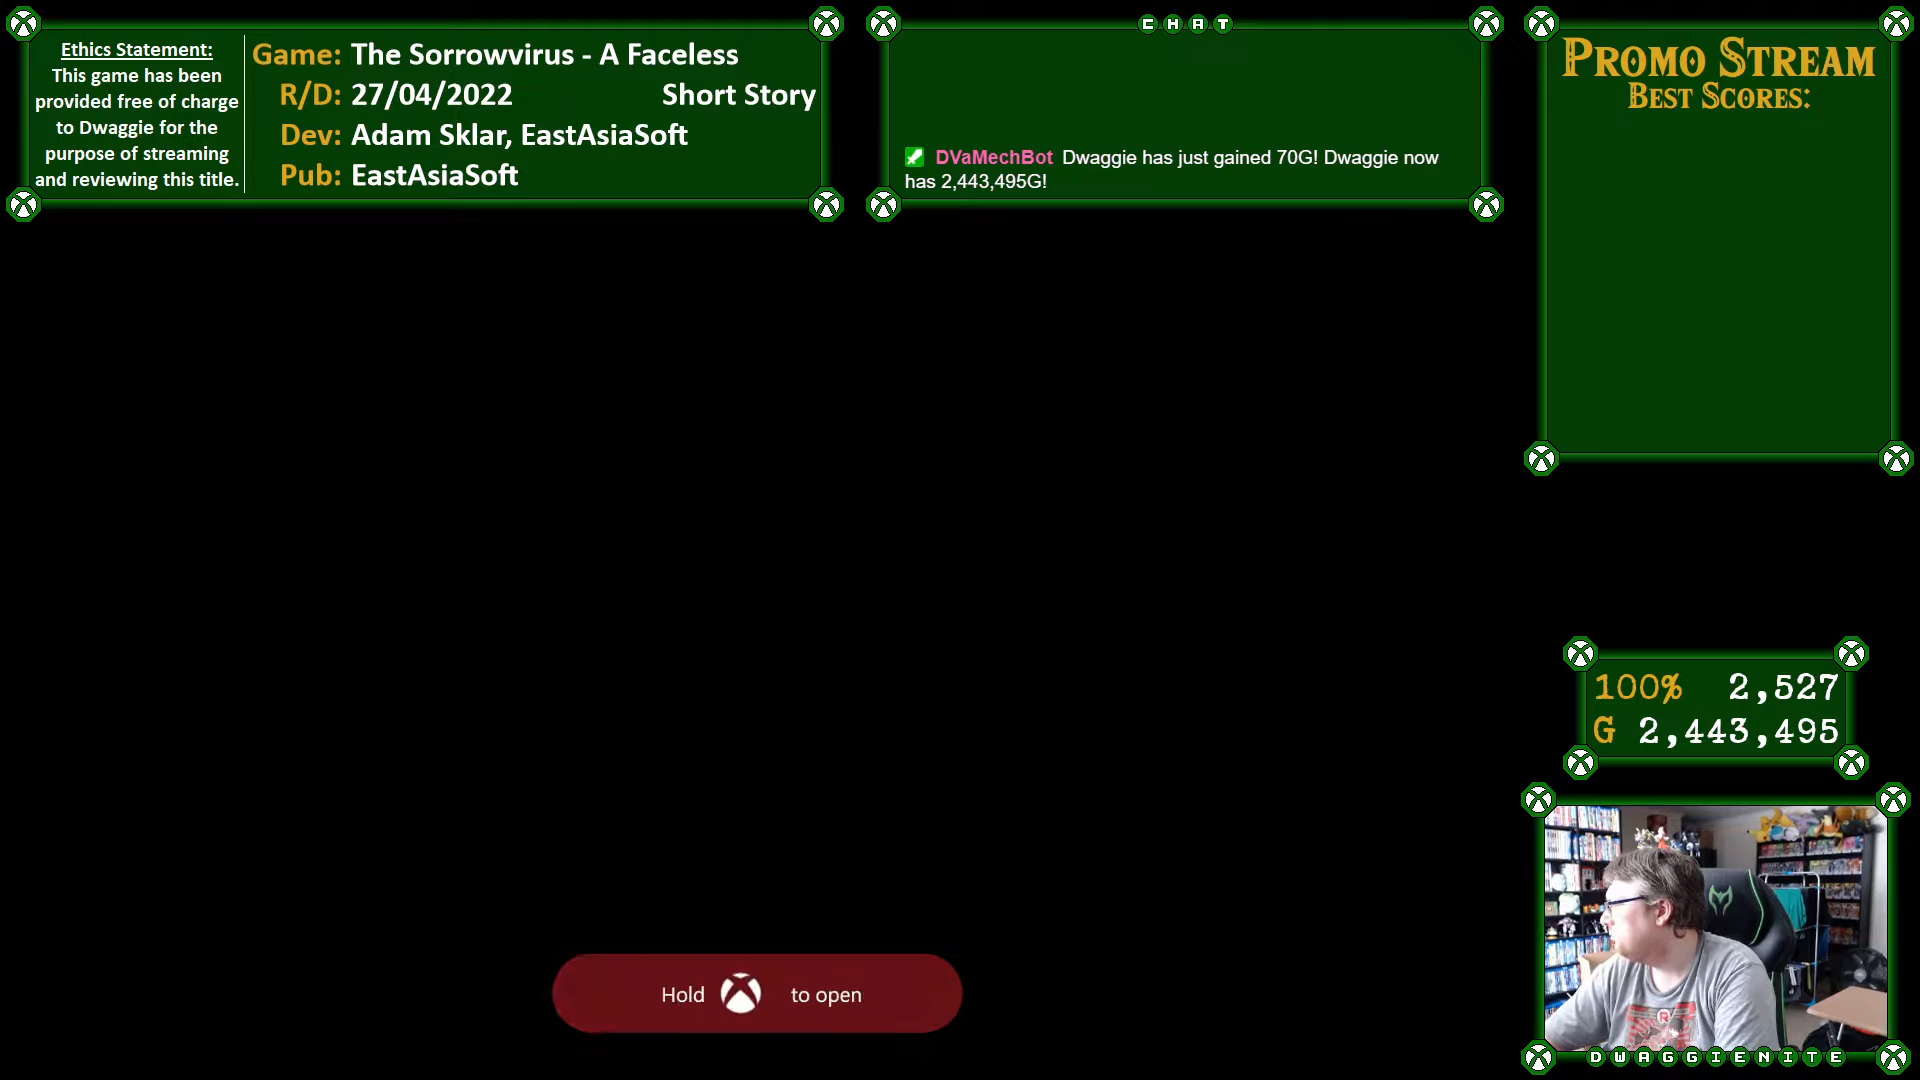 Ethics Statement:
This game has been
provided free of charge
to Dwaggie for the
purpose of streaming
and reviewing this title.
Game: The Sorrowvirus - A Faceless
R/D: 27/04/2022 Short Story
Dev: Adam Sklar, EastAsiaSoft
Pub: EastAsiaSoft
CHAT
DVaMechBot Dwaggie has just gained 70G! Dwaggie now
has 2,443,495G!
Promo Stream
Best Scores:
100% 2,527
G 2,443,495
Hold to open
DWAGGIENITE